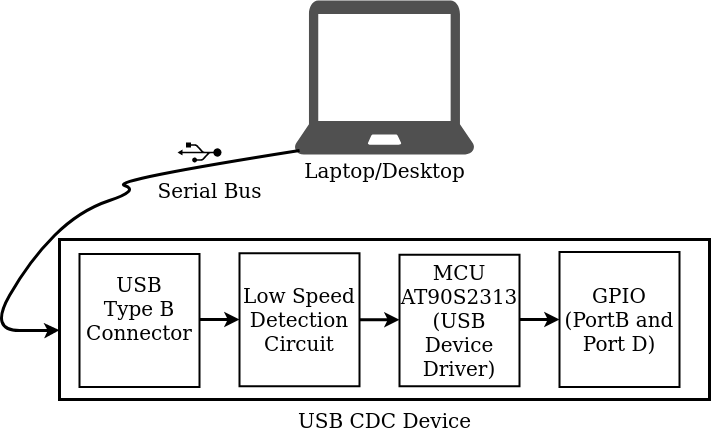 Laptop/Desktop
Serial Bus
USB
Type B
Connector
Low Speed
Detection
Circuit
MCU
AT90S2313
(USB
Device
Driver)
GPIO
(PortB and
Port D)
USB CDC Device